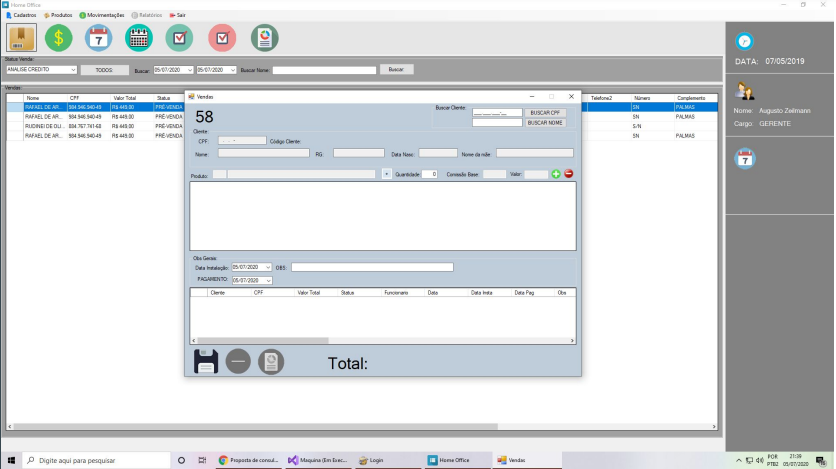 Home Office
Cadastros Produtos Movimentações Relatórios Sair
Status Venda:
ANALISE CREDITO TODOS Buscar: 05/07/2020 05/07/2020 Buscar Nome: Buscar
DATA: 07/05/2019
Nome: Augusto Zeilmann
Cargo: GERENTE
Vendas:
Nome CPF Valor Total Status Telefone2 Número Complemento
RAFAEL DE AR... 984.946.940-49 R$ 449,00 PRÉ-VENDA SN PALMAS
RAFAEL DE AR... 984.946.940-49 R$ 449,00 PRÉ-VENDA SN PALMAS
RUDINEI DE OLI... 884.767.741-68 R$ 449,00 PRÉ-VENDA S/N
RAFAEL DE AR... 984.946.940-49 R$ 449,00 PRÉ-VENDA SN PALMAS
Vendas
58
Buscar Cliente: BUSCAR CPF
BUSCAR NOME
Cliente:
CPF: Código Cliente:
Nome: RG: Data Nasc: Nome da mãe:
Produto: Quantidade 0 Comissão Base: Valor:
Obs Gerais:
Data Instalação: 05/07/2020 OBS:
PAGAMENTO: 05/07/2020
Cliente CPF Valor Total Status Funcionario Data Data Insta Data Pag. Obs
Total:
Digite aqui para pesquisar
Proposta de consul... Maquina (Em Exec... Login Home Office Vendas
POR 21:39
PTB2 05/07/2020